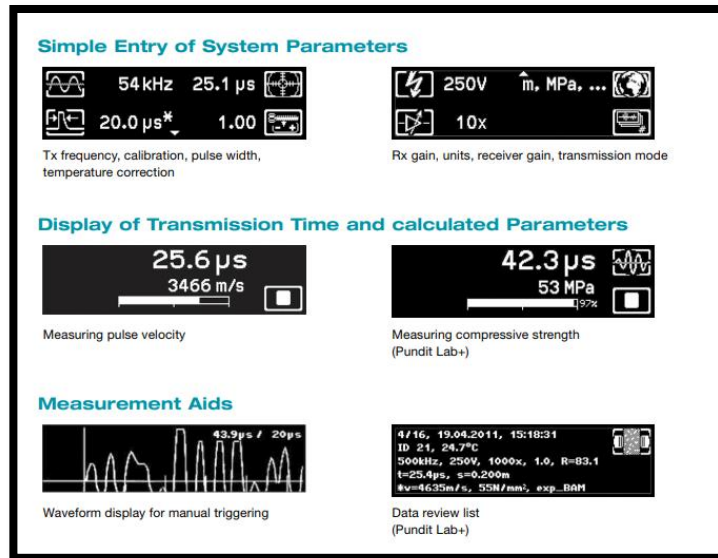 Simple Entry of System Parameters
54 kHz 25.1 µs
20.0 µs* 1.00
Tx frequency, calibration, pulse width,
temperature correction
250V m, MPa, ...
10x
#
Rx gain, units, receiver gain, transmission mode
Display of Transmission Time and calculated Parameters
25.6 µs
3466 m/s
Measuring pulse velocity
42.3 µs
53 MPa
97%
Measuring compressive strength
(Pundit Lab+)
Measurement Aids
43.9µs / 20µs
Waveform display for manual triggering
4/16, 19.04.2011, 15:18:31
ID 21, 24.7°C
500kHz, 250V, 1000x, 1.0, R=83.1
t=25.4µs, s=0.200m
*v=4635m/s, 55N/mm², exp_BAM
Data review list
(Pundit Lab+)